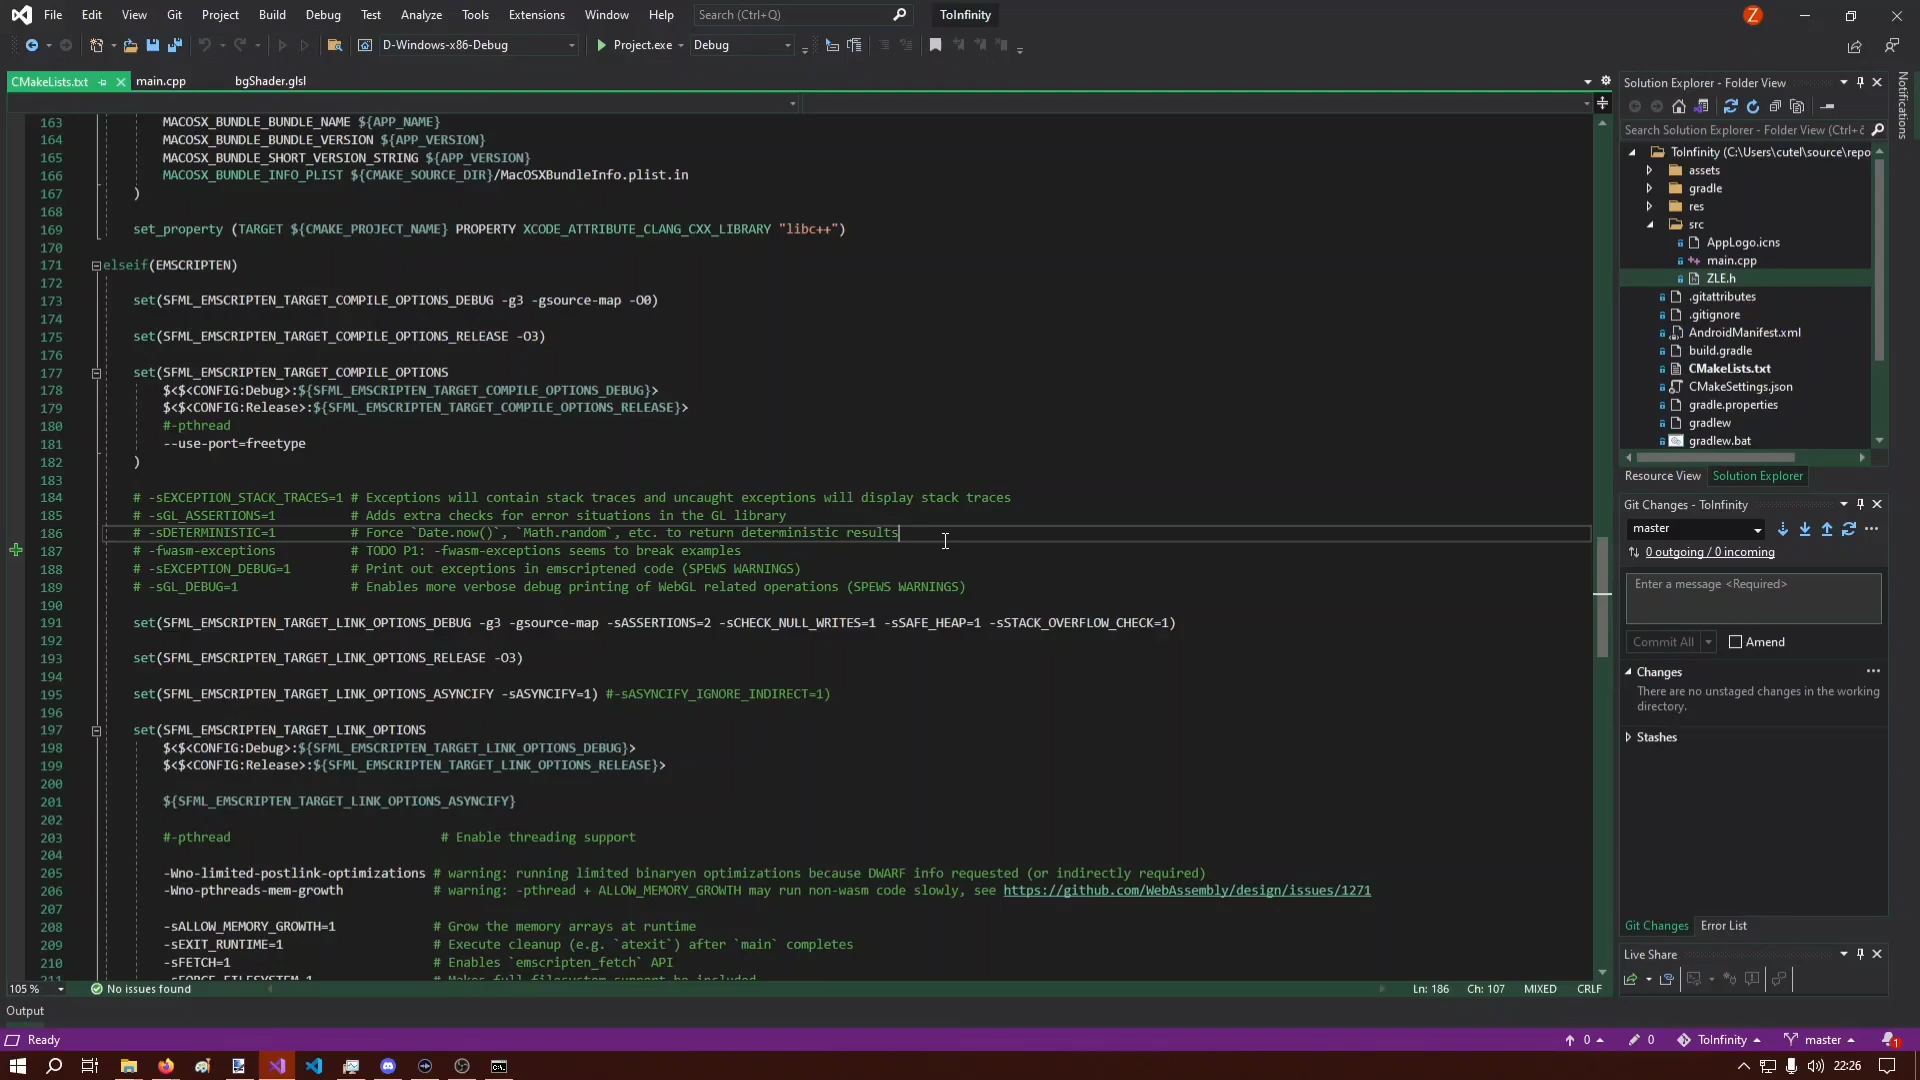 File Edit View Git Project Build Debug Test Analyze Tools Extensions Window Help Search (Ctrl+Q) ToInfinity Z
D-Windows-x86-Debug Project.exe Debug
CMakeLists.txt main.cpp bgShader.glsl
163 MACOSX_BUNDLE_BUNDLE_NAME ${APP_NAME}
164 MACOSX_BUNDLE_BUNDLE_VERSION ${APP_VERSION}
165 MACOSX_BUNDLE_SHORT_VERSION_STRING ${APP_VERSION}
166 MACOSX_BUNDLE_INFO_PLIST ${CMAKE_SOURCE_DIR}/MacOSXBundleInfo.plist.in
167 )
168
169 set_property (TARGET ${CMAKE_PROJECT_NAME} PROPERTY XCODE_ATTRIBUTE_CLANG_CXX_LIBRARY "libc++")
170
171 elseif(EMSCRIPTEN)
172
173 set(SFML_EMSCRIPTEN_TARGET_COMPILE_OPTIONS_DEBUG -g3 -gsource-map -O0)
174
175 set(SFML_EMSCRIPTEN_TARGET_COMPILE_OPTIONS_RELEASE -O3)
176
177 set(SFML_EMSCRIPTEN_TARGET_COMPILE_OPTIONS
178 $<$<CONFIG:Debug>:${SFML_EMSCRIPTEN_TARGET_COMPILE_OPTIONS_DEBUG}>
179 $<$<CONFIG:Release>:${SFML_EMSCRIPTEN_TARGET_COMPILE_OPTIONS_RELEASE}>
180 #-pthread
181 --use-port=freetype
182 )
183
184 # -sEXCEPTION_STACK_TRACES=1 # Exceptions will contain stack traces and uncaught exceptions will display stack traces
185 # -sGL_ASSERTIONS=1 # Adds extra checks for error situations in the GL library
186 # -sDETERMINISTIC=1 # Force `Date.now()`, `Math.random`, etc. to return deterministic results
187 # -fwasm-exceptions # TODO P1: -fwasm-exceptions seems to break examples
188 # -sEXCEPTION_DEBUG=1 # Print out exceptions in emscriptened code (SPEWS WARNINGS)
189 # -sGL_DEBUG=1 # Enables more verbose debug printing of WebGL related operations (SPEWS WARNINGS)
190
191 set(SFML_EMSCRIPTEN_TARGET_LINK_OPTIONS_DEBUG -g3 -gsource-map -sASSERTIONS=2 -sCHECK_NULL_WRITES=1 -sSAFE_HEAP=1 -sSTACK_OVERFLOW_CHECK=1)
192
193 set(SFML_EMSCRIPTEN_TARGET_LINK_OPTIONS_RELEASE -O3)
194
195 set(SFML_EMSCRIPTEN_TARGET_LINK_OPTIONS_ASYNCIFY -sASYNCIFY=1) #-sASYNCIFY_IGNORE_INDIRECT=1)
196
197 set(SFML_EMSCRIPTEN_TARGET_LINK_OPTIONS
198 $<$<CONFIG:Debug>:${SFML_EMSCRIPTEN_TARGET_LINK_OPTIONS_DEBUG}>
199 $<$<CONFIG:Release>:${SFML_EMSCRIPTEN_TARGET_LINK_OPTIONS_RELEASE}>
200
201 ${SFML_EMSCRIPTEN_TARGET_LINK_OPTIONS_ASYNCIFY}
202
203 #-pthread # Enable threading support
204
205 -Wno-limited-postlink-optimizations # warning: running limited binaryen optimizations because DWARF info requested (or indirectly required)
206 -Wno-pthreads-mem-growth # warning: -pthread + ALLOW_MEMORY_GROWTH may run non-wasm code slowly, see https://github.com/WebAssembly/design/issues/1271
207
208 -sALLOW_MEMORY_GROWTH=1 # Grow the memory arrays at runtime
209 -sEXIT_RUNTIME=1 # Execute cleanup (e.g. `atexit`) after `main` completes
210 -sFETCH=1 # Enables `emscripten_fetch` API
105 % No issues found Ln: 186 Ch: 107 MIXED CRLF
Output
Solution Explorer - Folder View
Search Solution Explorer - Folder View (Ctrl+č
ToInfinity (C:\Users\cutel\source\repo
assets
gradle
res
src
AppLogo.icns
main.cpp
ZLE.h
.gitattributes
.gitignore
AndroidManifest.xml
build.gradle
CMakeLists.txt
CMakeSettings.json
gradle.properties
gradlew
gradlew.bat
Resource View Solution Explorer
Git Changes - ToInfinity
master
0 outgoing / 0 incoming
Enter a message <Required>
Commit All Amend
Changes
There are no unstaged changes in the working
directory.
Stashes
Git Changes Error List
Live Share
Notifications
Ready 0 0 ToInfinity master 1
22:26